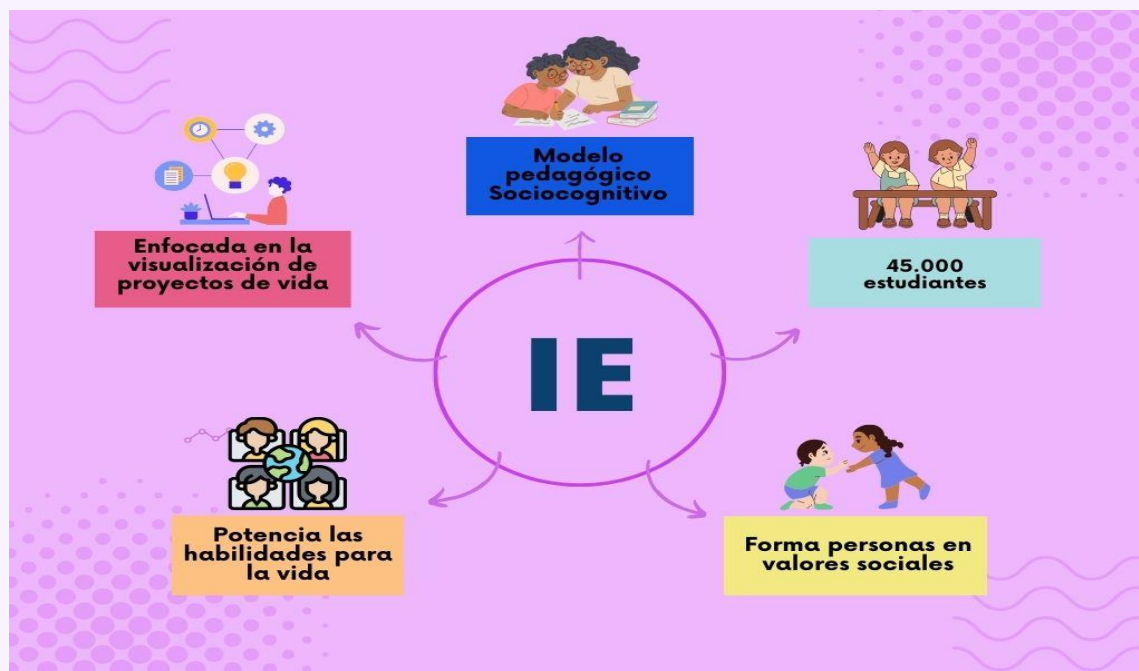 Modelo
pedagógico
Sociocognitivo
Enfocada en la
visualización de
proyectos de vida
45.000
estudiantes
IE
Potencia las
habilidades para
la vida
Forma personas en
valores sociales